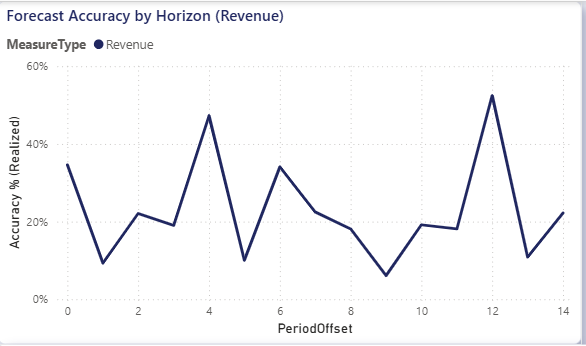 Forecast Accuracy by Horizon (Revenue)
MeasureType Revenue
60%
40%
20%
0%
Accuracy % (Realized)
0 2 4 6 8 10 12 14
PeriodOffset